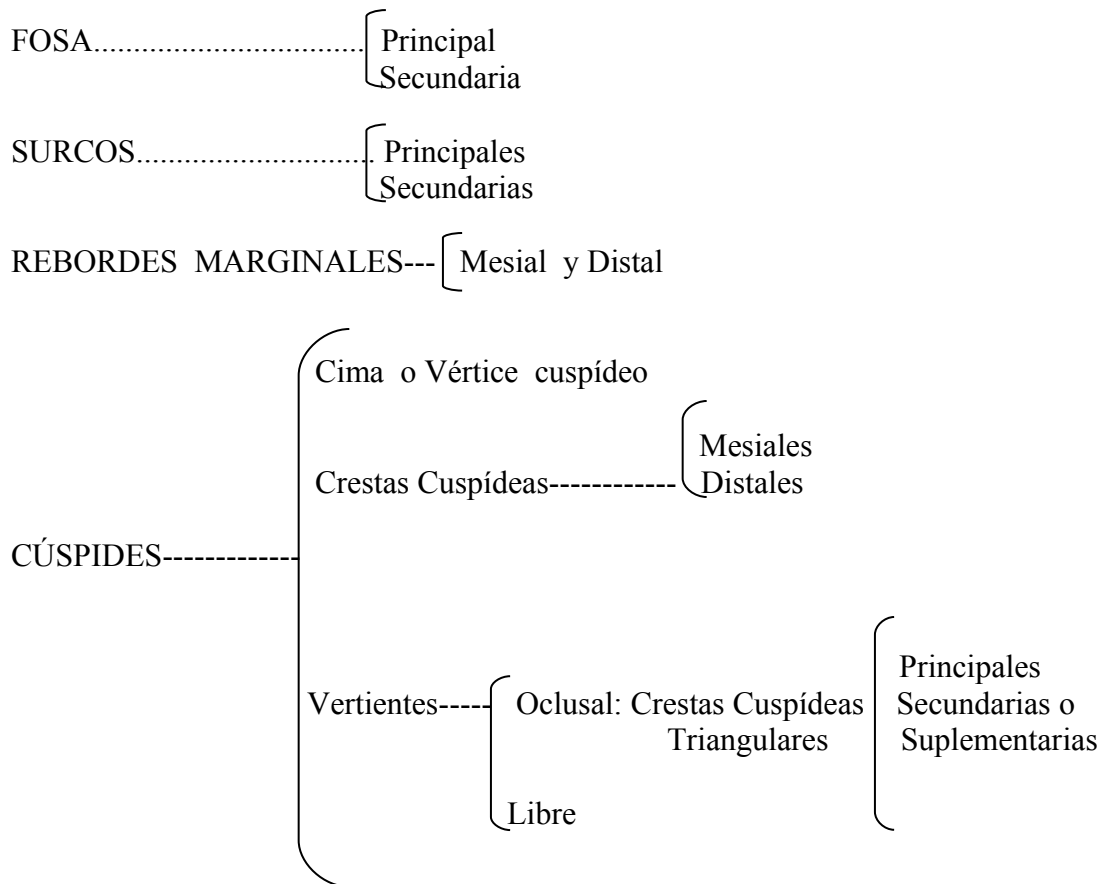 FOSA.................................. Principal
Secundaria
SURCOS.............................. Principales
Secundarias
REBORDES MARGINALES--- Mesial y Distal
Cima o Vértice cuspídeo
Mesiales
Crestas Cuspídeas------------ Distales
CÚSPIDES-------------
Principales
Vertientes----- Oclusal: Crestas Cuspídeas Secundarias o
Triangulares Suplementarias
Libre